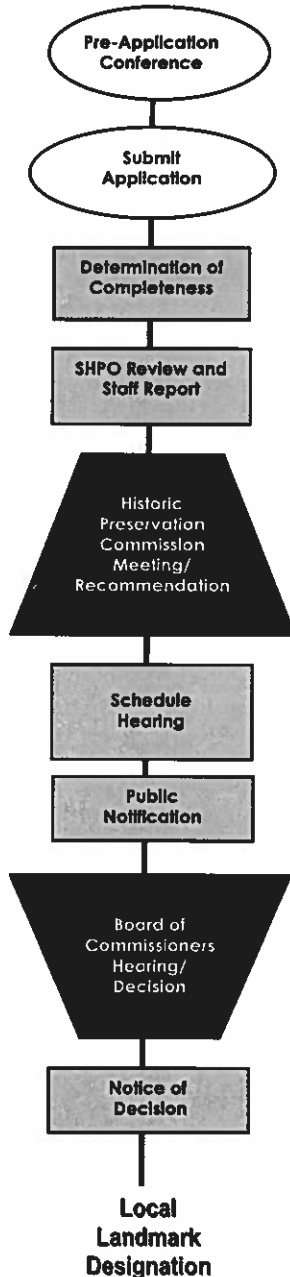 Pre-Application
Conference
Submit
Application
Determination of
Completeness
SHPO Review and
Staff Report
Historic
Preservation
Commission
Meeting/
Recommendation
Schedule
Hearing
Public
Notification
Board of
Commissioners
Hearing/
Decision
Notice of
Decision
Local
Landmark
Designation